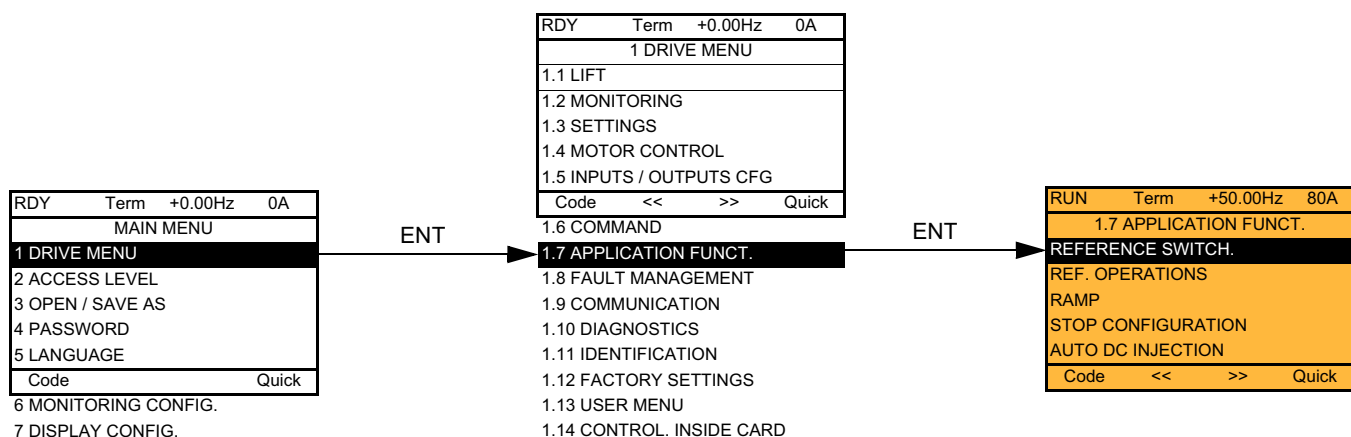 RDY Term +0.00Hz 0A
MAIN MENU
1 DRIVE MENU
2 ACCESS LEVEL
3 OPEN / SAVE AS
4 PASSWORD
5 LANGUAGE
Code Quick
6 MONITORING CONFIG.
7 DISPLAY CONFIG.
ENT
RDY Term +0.00Hz 0A
1 DRIVE MENU
1.1 LIFT
1.2 MONITORING
1.3 SETTINGS
1.4 MOTOR CONTROL
1.5 INPUTS / OUTPUTS CFG
Code << >> Quick
1.6 COMMAND
1.7 APPLICATION FUNCT.
1.8 FAULT MANAGEMENT
1.9 COMMUNICATION
1.10 DIAGNOSTICS
1.11 IDENTIFICATION
1.12 FACTORY SETTINGS
1.13 USER MENU
1.14 CONTROL. INSIDE CARD
ENT
RUN Term +50.00Hz 80A
1.7 APPLICATION FUNCT.
REFERENCE SWITCH.
REF. OPERATIONS
RAMP
STOP CONFIGURATION
AUTO DC INJECTION
Code << >> Quick